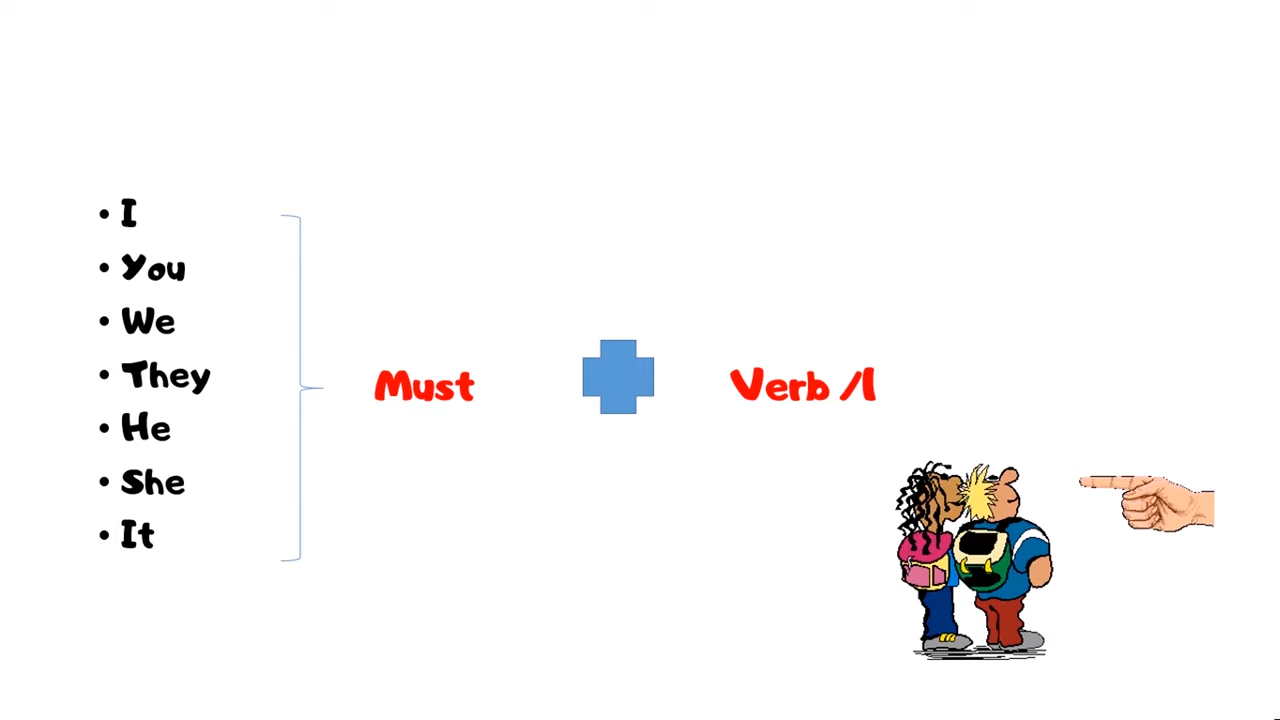 • I
• You
• We
• They
• He
• She
• It
Must
Verb /l